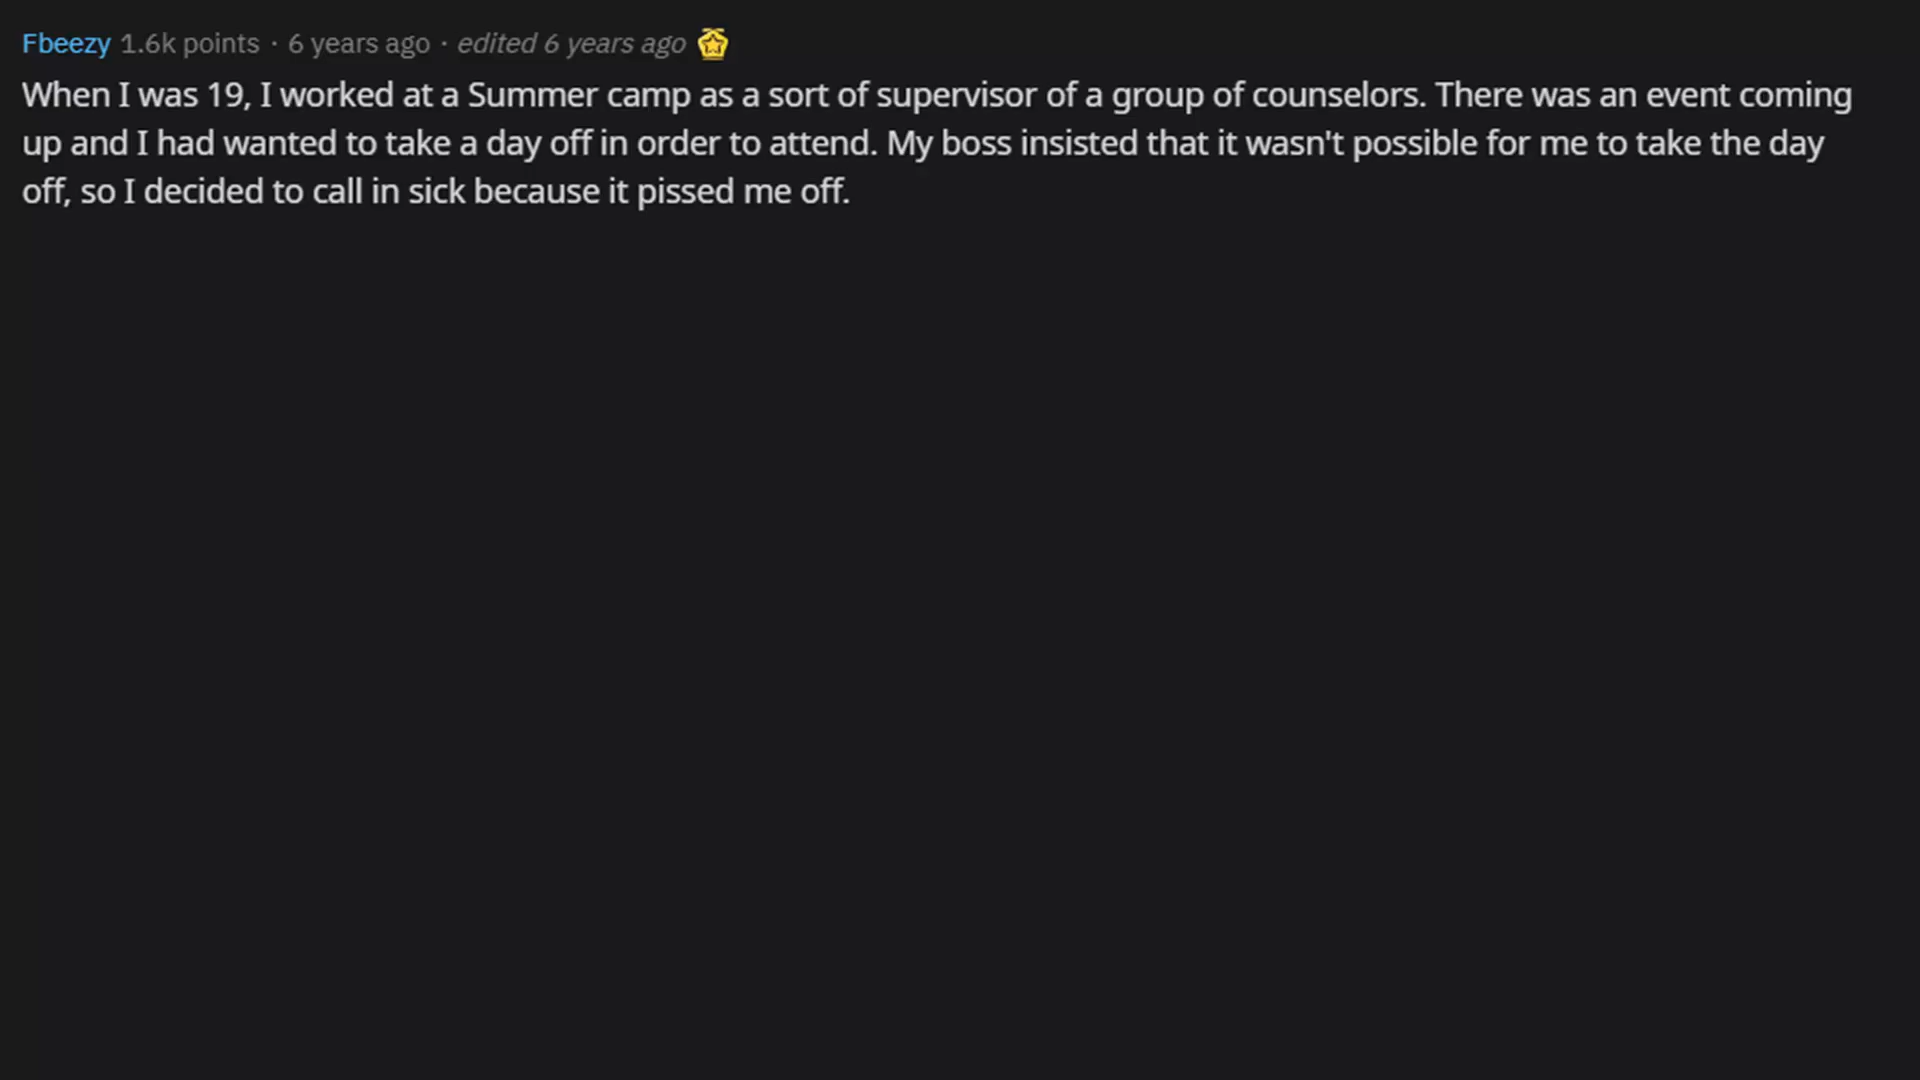 Fbeezy 1.6k points · 6 years ago · edited 6 years ago
When I was 19, I worked at a Summer camp as a sort of supervisor of a group of counselors. There was an event coming
up and I had wanted to take a day off in order to attend. My boss insisted that it wasn't possible for me to take the day
off, so I decided to call in sick because it pissed me off.